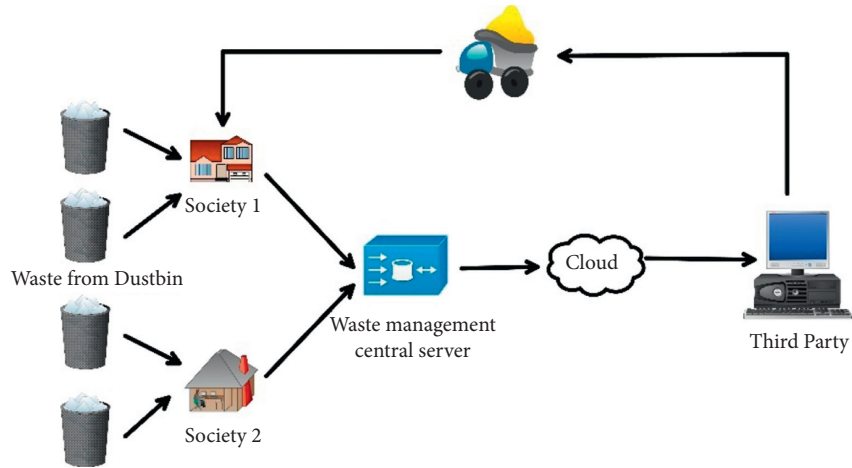 Society 1
Waste from Dustbin
Cloud
Waste management
central server
Third Party
Society 2